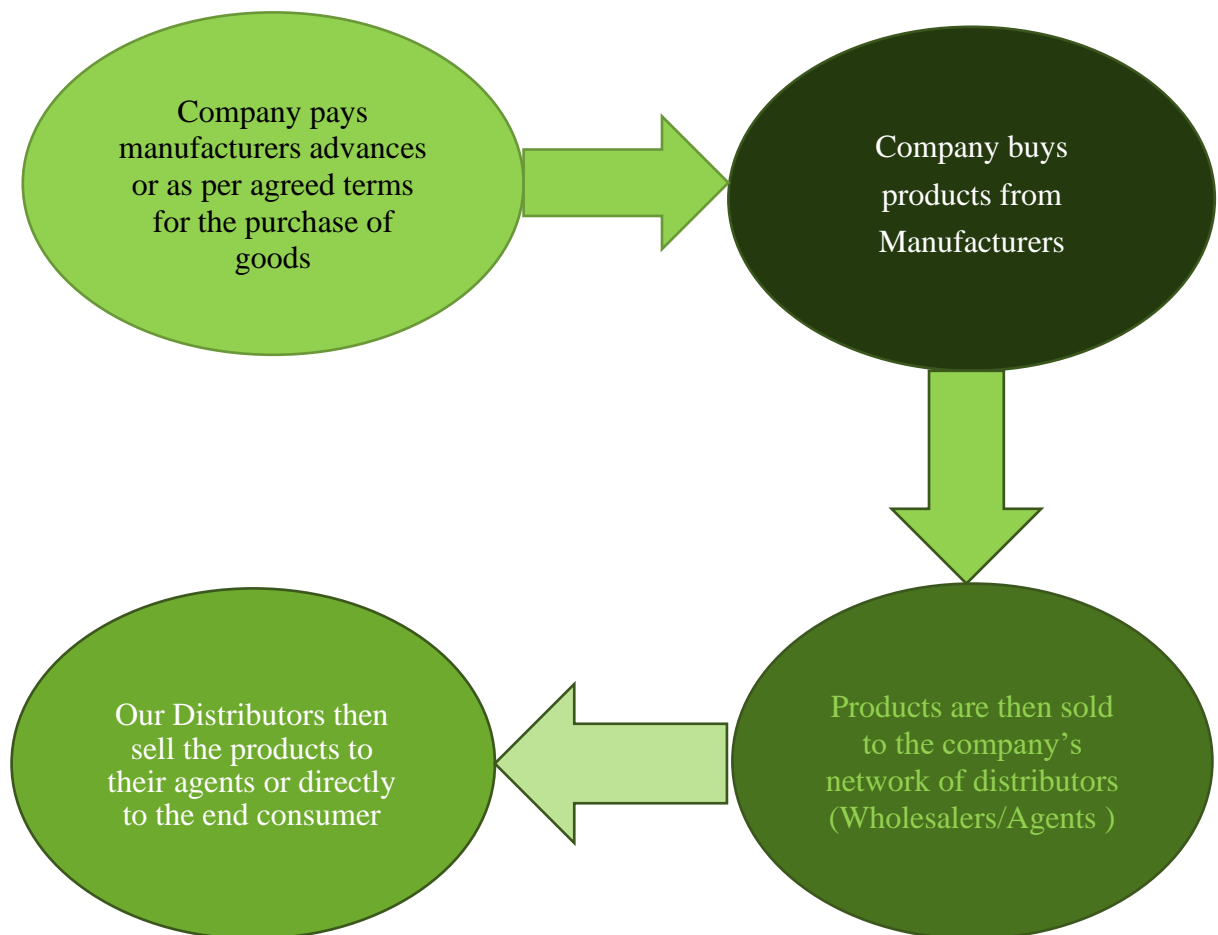 Company pays
manufacturers advances
or as per agreed terms
for the purchase of
goods
Company buys
products from
Manufacturers
Products are then sold
to the company’s
network of distributors
(Wholesalers/Agents )
Our Distributors then
sell the products to
their agents or directly
to the end consumer